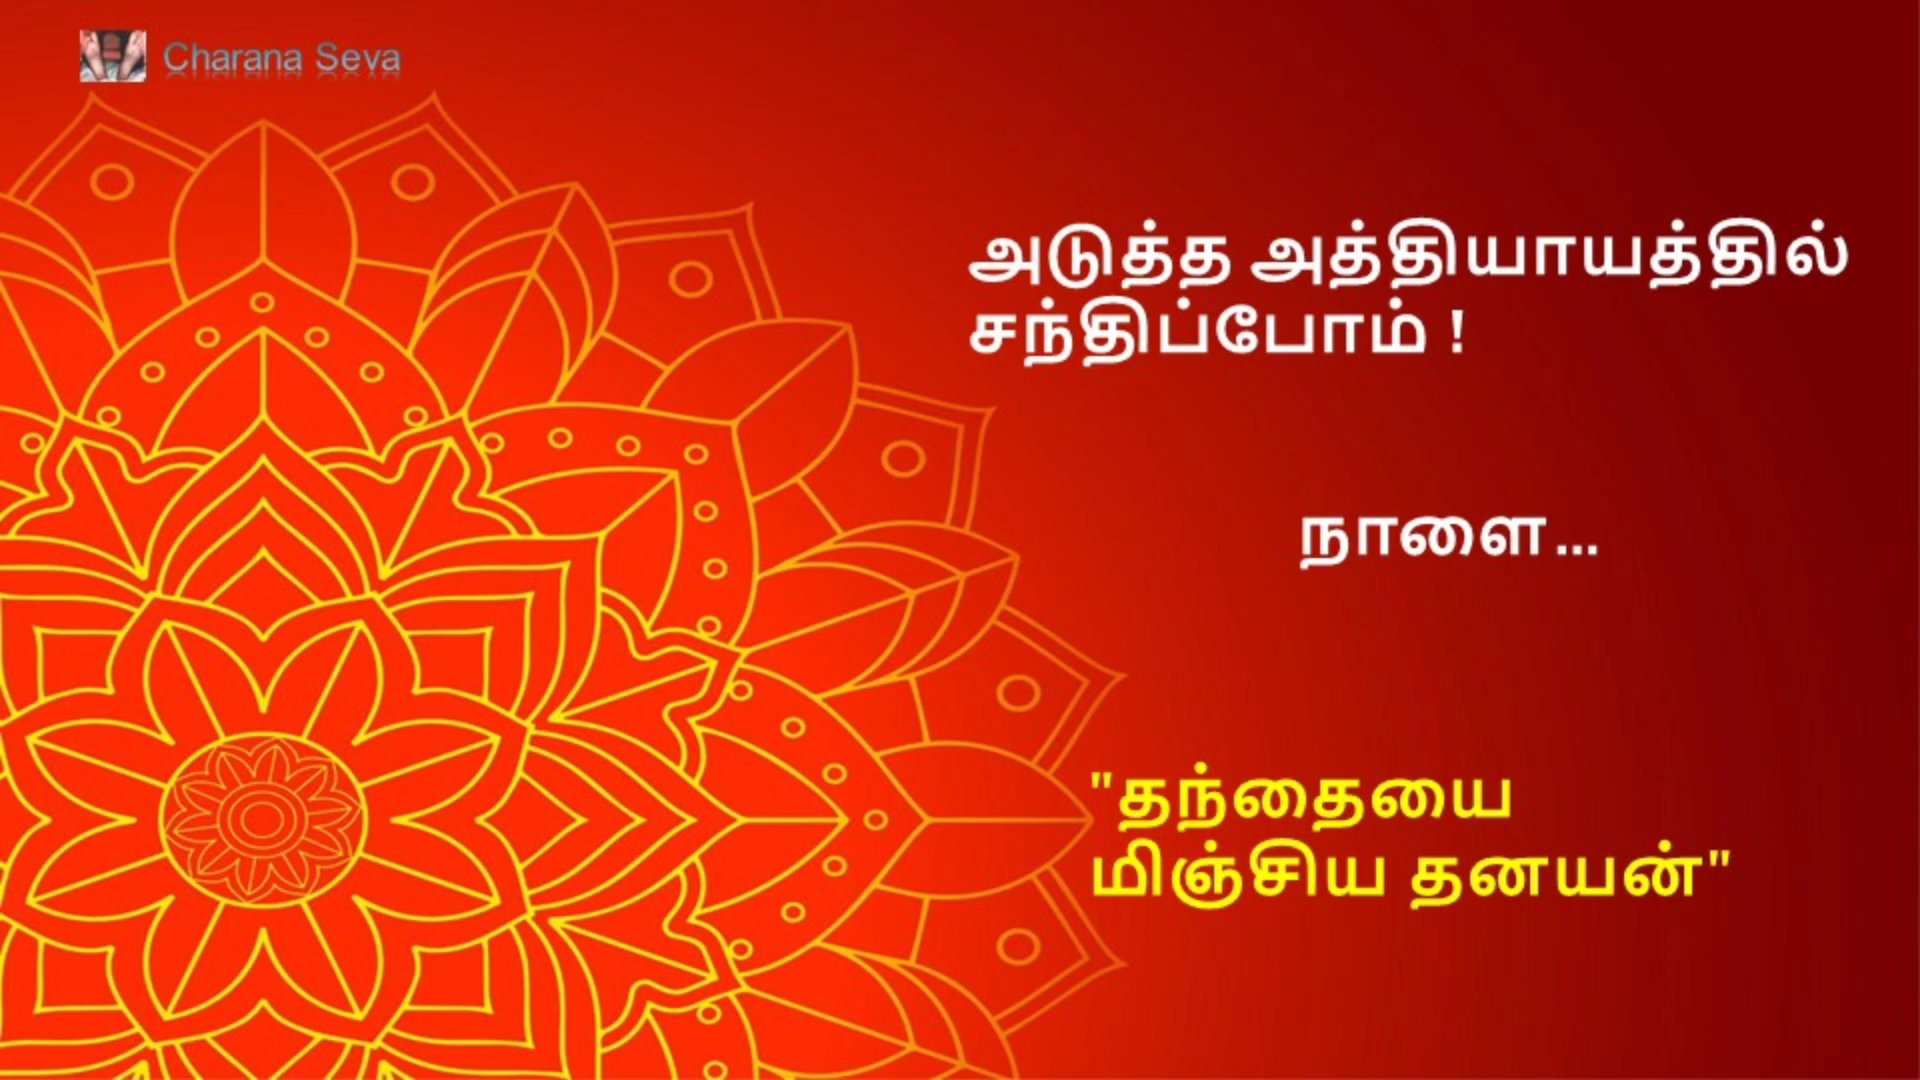 Charana Seva
அடுத்த அத்தியாயத்தில்
சந்திப்போம் !
நாளை...
"தந்தையை
மிஞ்சிய தனயன்"